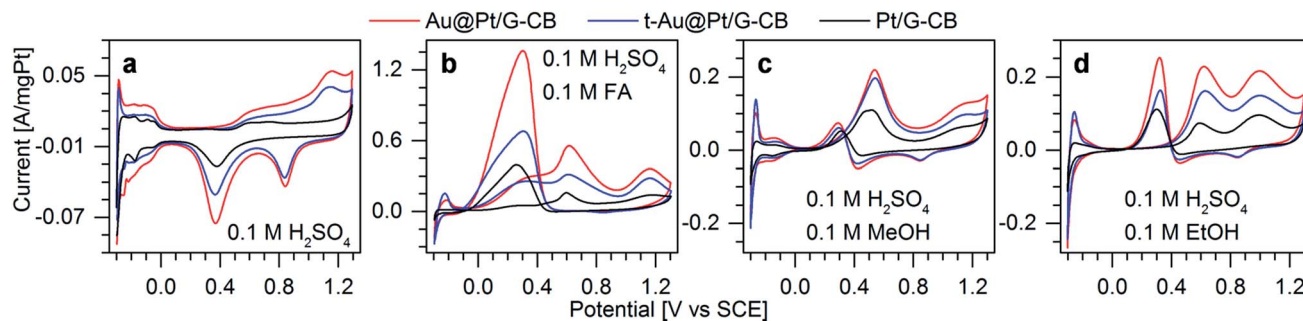 Au@Pt/G-CB t-Au@Pt/G-CB Pt/G-CB
Current [A/mgPt]
a
0.05
-0.01
-0.07
0.1 M H₂SO₄
0.0 0.4 0.8 1.2
b
0.1 M H₂SO₄
0.1 M FA
1.2
0.6
0.0
0.0 0.4 0.8 1.2
c
0.2
0.0
-0.2
0.1 M H₂SO₄
0.1 M MeOH
0.0 0.4 0.8 1.2
d
0.2
0.0
-0.2
0.1 M H₂SO₄
0.1 M EtOH
0.0 0.4 0.8 1.2
Potential [V vs SCE]